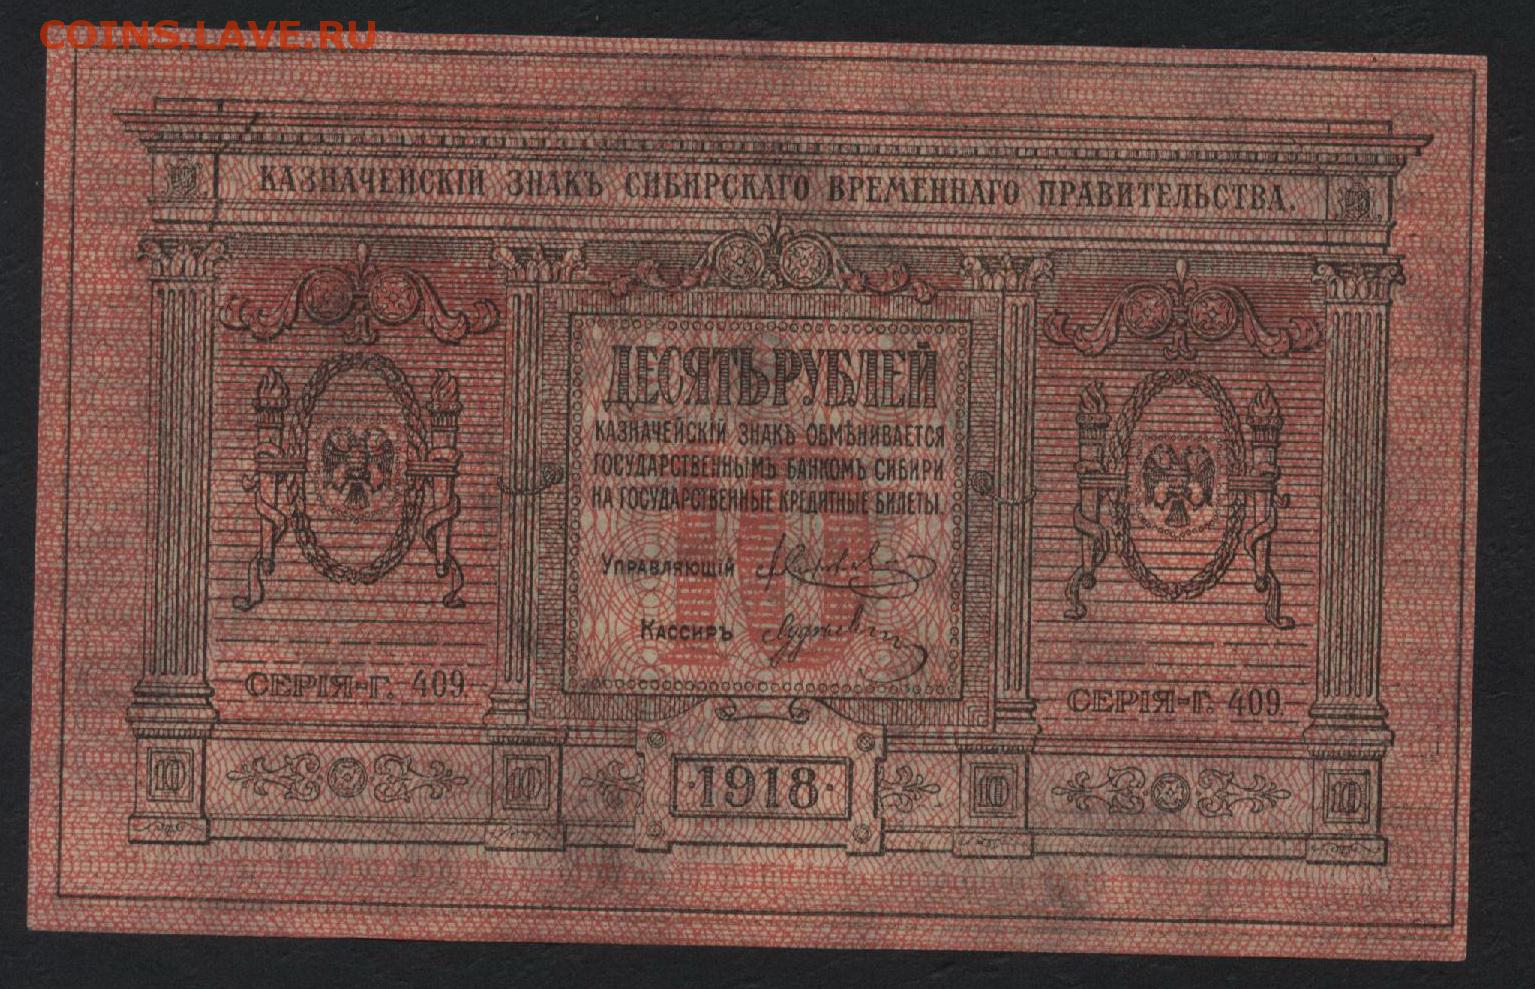 COINS.LAVE.RU
КАЗНАЧЕЙСКІЙ ЗНАКЪ СИБИРСКАГО ВРЕМЕННАГО ПРАВИТЕЛЬСТВА.
ДЕСЯТЬ РУБЛЕЙ
КАЗНАЧЕЙСКІЙ ЗНАКЪ ОБМѢНИВАЕТСЯ
ГОСУДАРСТВЕННЫМЪ БАНКОМЪ СИБИРИ
НА ГОСУДАРСТВЕННЫЕ КРЕДИТНЫЕ БИЛЕТЫ.
10
УПРАВЛЯЮЩІЙ
КАССИРЪ
СЕРІЯ-Г. 409.
СЕРІЯ-Г. 409.
10
10
·1918·
10
10